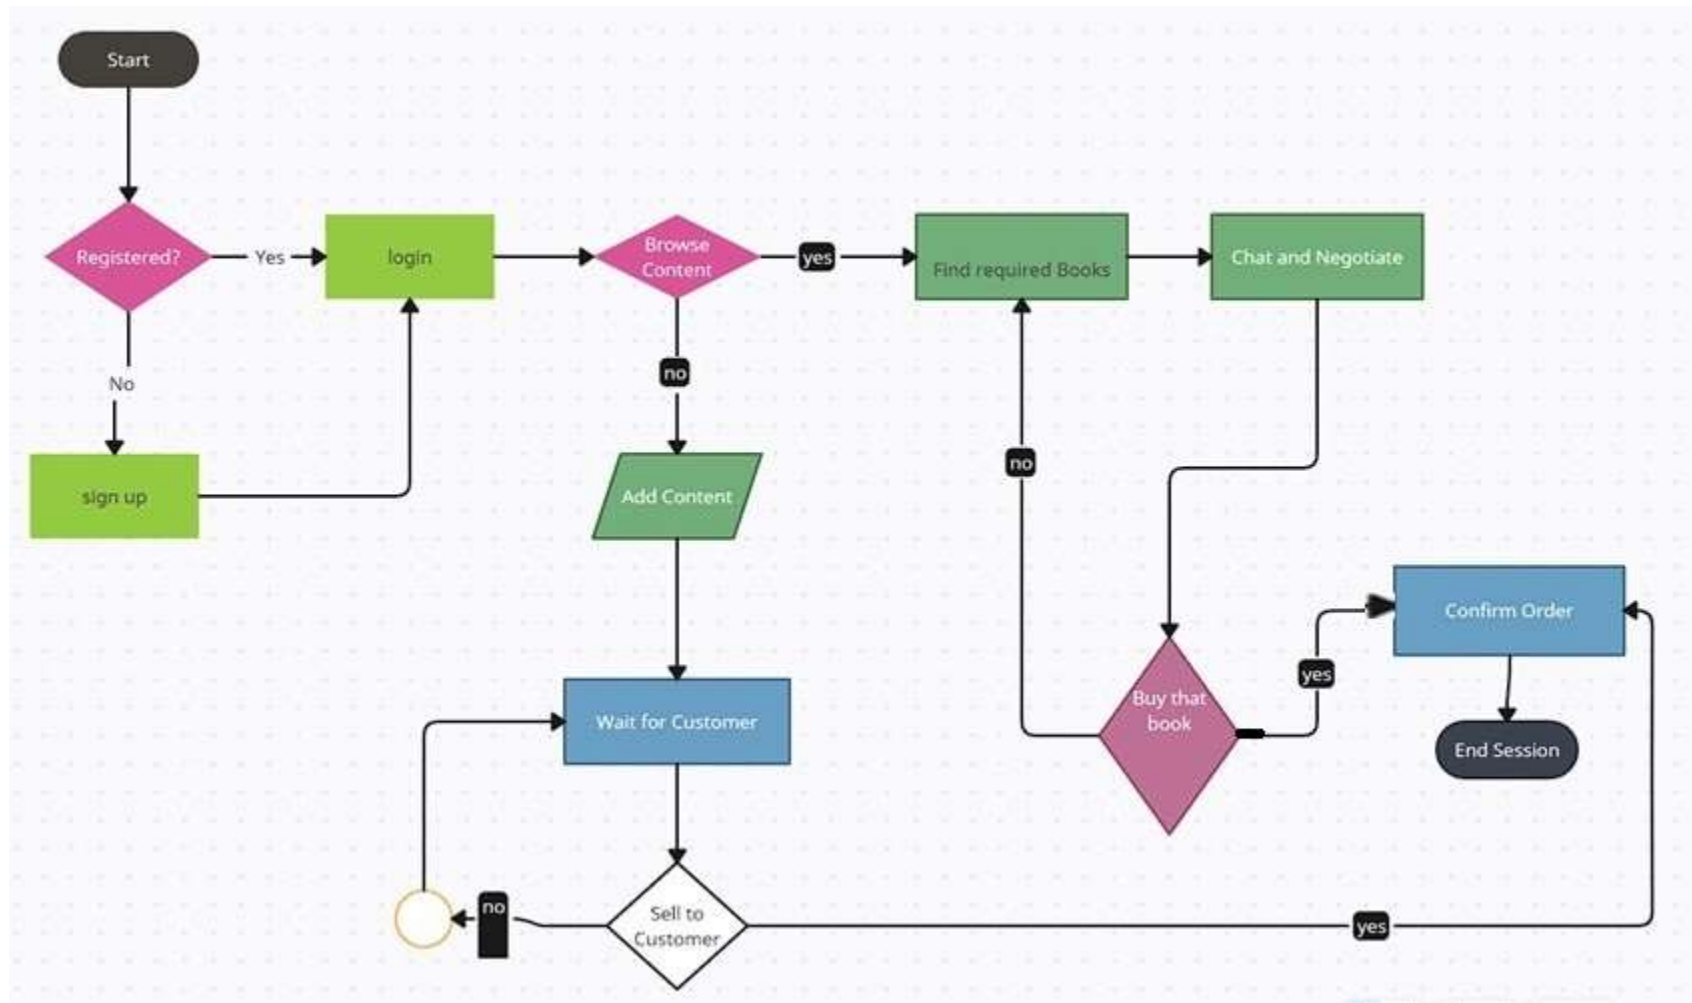 Start
Registered?
Yes
login
Browse
Content
yes
Find required Books
Chat and Negotiate
No
no
sign up
Add Content
no
Confirm Order
yes
Buy that
book
Wait for Customer
End Session
no
Sell to
Customer
yes